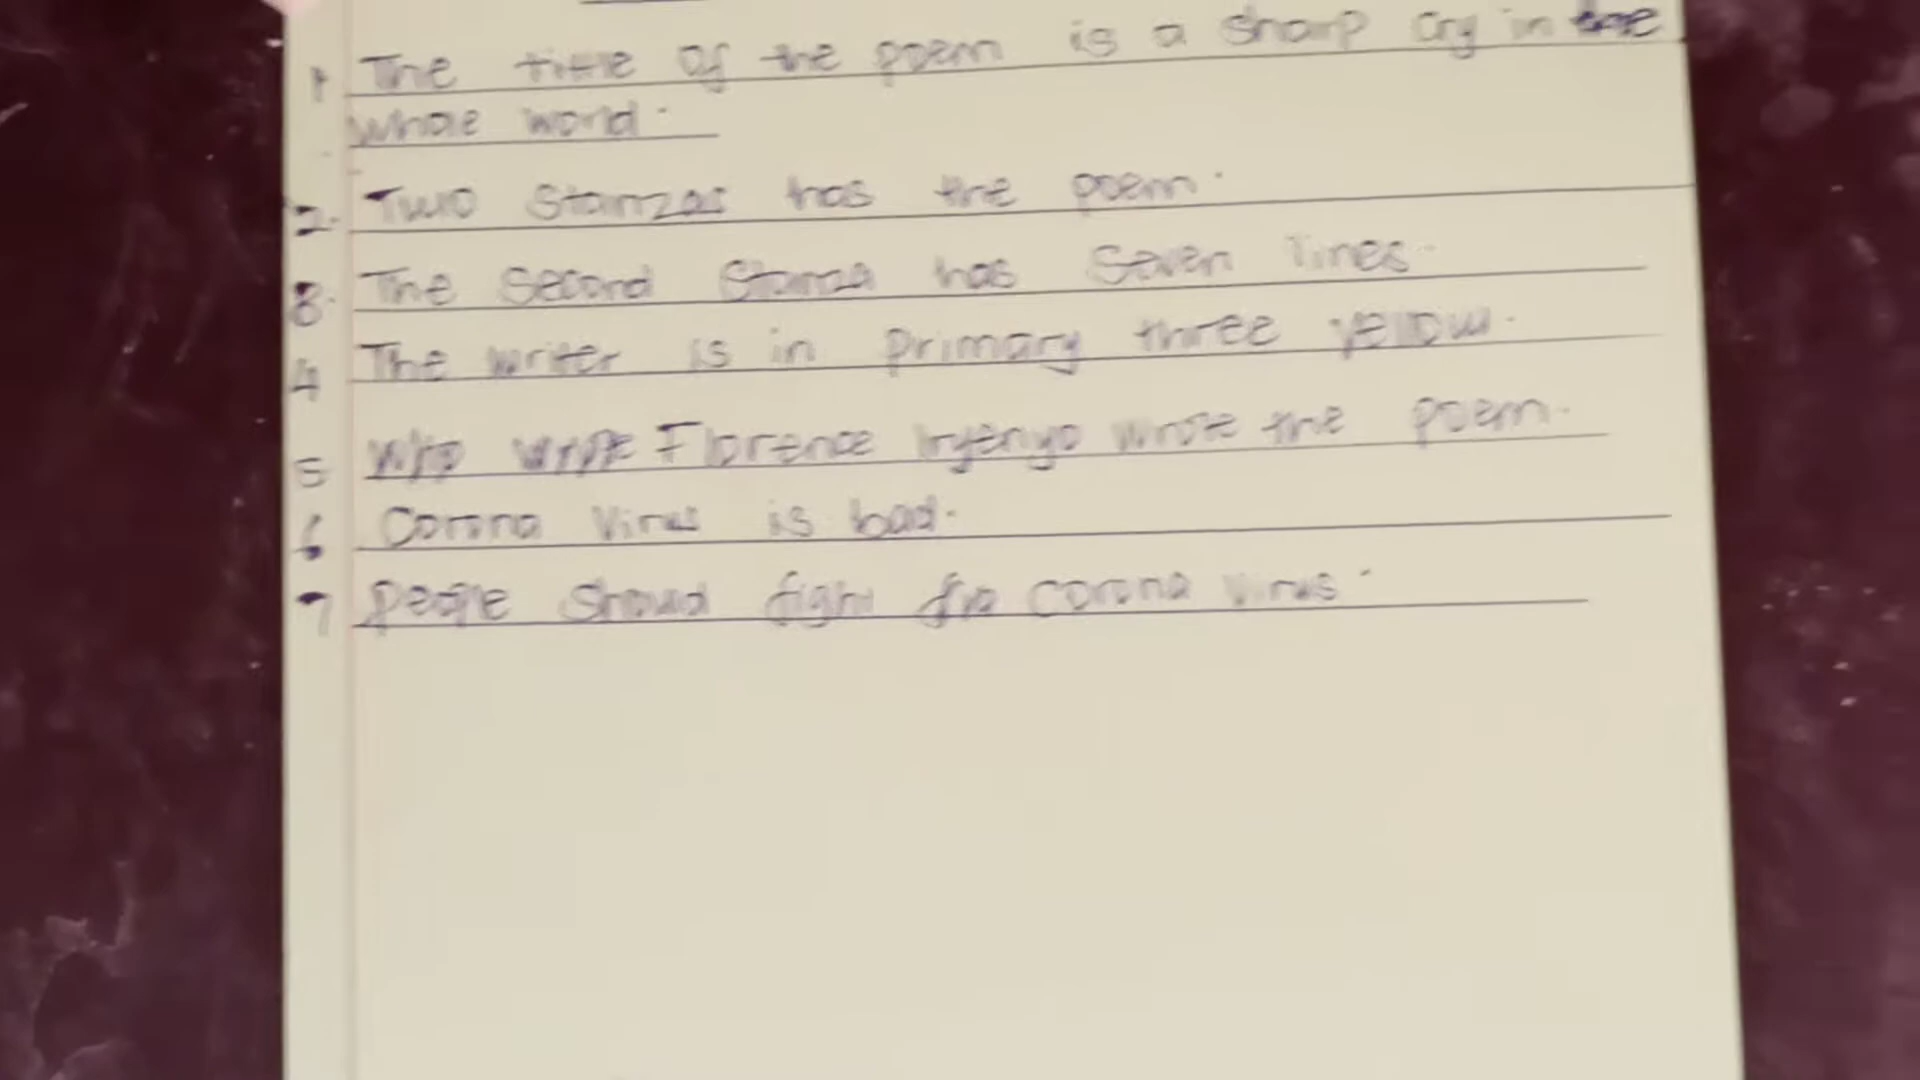 1 The title of the poem is a sharp cry in the
whole world.
2. Two Stanzas has the poem.
3. The Second Stanza has Seven lines.
4 The writer is in primary three yellow.
5 Who wrote Florence wrote the poem.
6 Corona Virus is bad.
7 people Should fight Corona Virus.